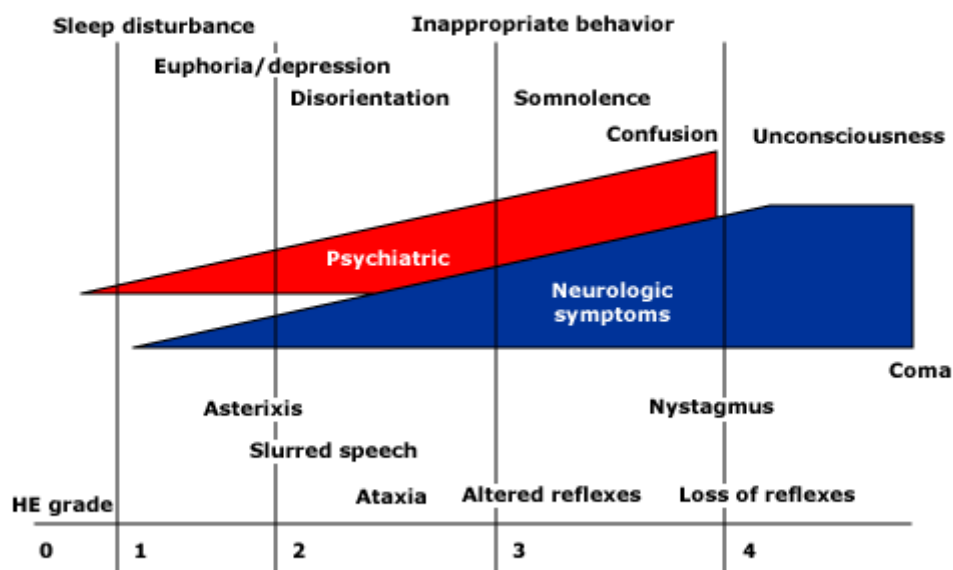 Sleep disturbance
Inappropriate behavior
Euphoria/depression
Disorientation
Somnolence
Confusion
Unconsciousness
Psychiatric
Neurologic
symptoms
Coma
Asterixis
Nystagmus
Slurred speech
Ataxia
Altered reflexes
Loss of reflexes
HE grade
0
1
2
3
4